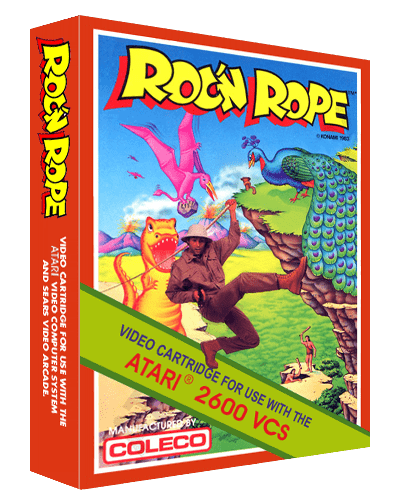 ROC'N ROPE
ROC'N ROPE
TM
© KONAMI 1983
VIDEO CARTRIDGE FOR USE WITH THE
ATARI VIDEO COMPUTER SYSTEM
AND SEARS VIDEO ARCADE.
VIDEO CARTRIDGE FOR USE WITH THE
ATARI ® 2600 VCS
MANUFACTURED BY
COLECO